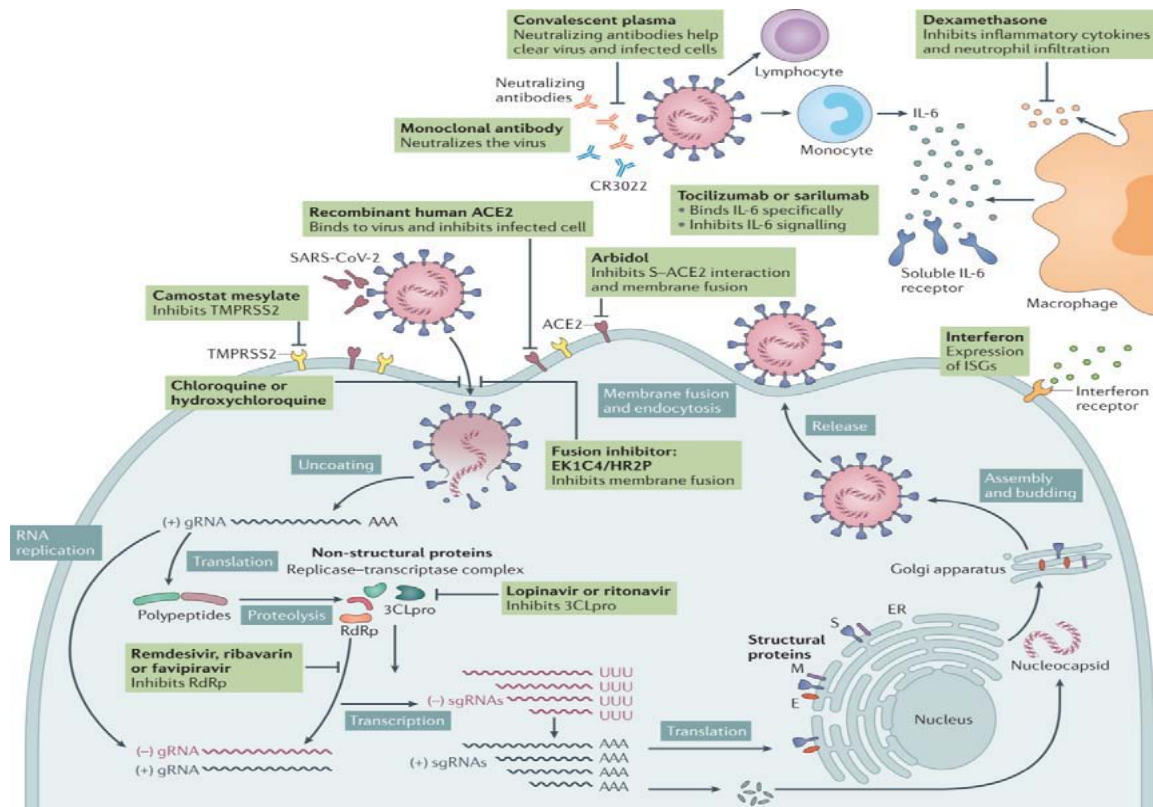 Convalescent plasma
Neutralizing antibodies help
clear virus and infected cells
Dexamethasone
Inhibits inflammatory cytokines
and neutrophil infiltration
Lymphocyte
Neutralizing
antibodies
IL-6
Monoclonal antibody
Neutralizes the virus
Monocyte
CR3022
Tocilizumab or sarilumab
• Binds IL-6 specifically
• Inhibits IL-6 signalling
Recombinant human ACE2
Binds to virus and inhibits infected cell
SARS-CoV-2
Arbidol
Inhibits S–ACE2 interaction
and membrane fusion
Soluble IL-6
receptor
Macrophage
Camostat mesylate
Inhibits TMPRSS2
ACE2
TMPRSS2
Interferon
Expression
of ISGs
Interferon
receptor
Chloroquine or
hydroxychloroquine
Membrane fusion
and endocytosis
Release
Fusion inhibitor:
EK1C4/HR2P
Inhibits membrane fusion
Uncoating
Assembly
and budding
(+) gRNA
AAA
RNA
replication
Translation
Non-structural proteins
Replicase–transcriptase complex
Golgi apparatus
Polypeptides
Proteolysis
3CLpro
RdRp
Lopinavir or ritonavir
Inhibits 3CLpro
ER
S
Structural
proteins
M
E
Nucleocapsid
Nucleus
Remdesivir, ribavarin
or favipiravir
Inhibits RdRp
UUU
(–) sgRNAs
UUU
UUU
UUU
Transcription
Translation
(–) gRNA
(+) gRNA
AAA
(+) sgRNAs
AAA
AAA
AAA